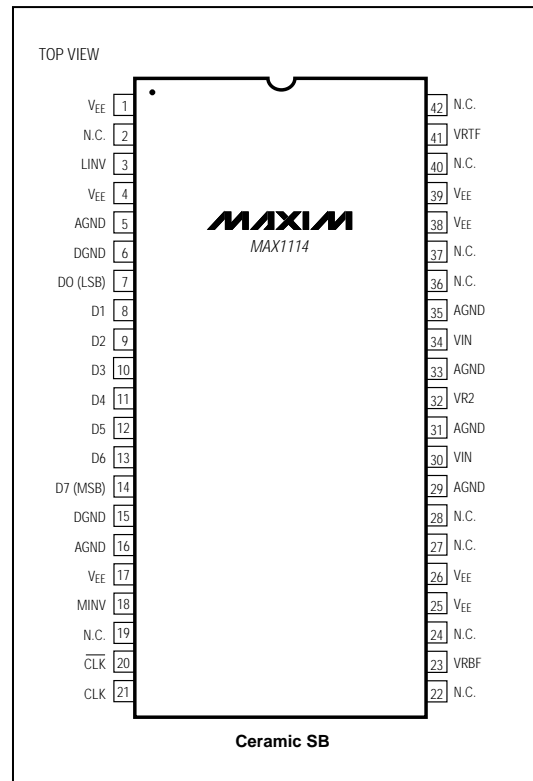 TOP VIEW
VEE 1
N.C. 2
LINV 3
VEE 4
AGND 5
DGND 6
DO (LSB) 7
D1 8
D2 9
D3 10
D4 11
D5 12
D6 13
D7 (MSB) 14
DGND 15
AGND 16
VEE 17
MINV 18
N.C. 19
CLK 20
CLK 21
MAXIM
MAX1114
42 N.C.
41 VRTF
40 N.C.
39 VEE
38 VEE
37 N.C.
36 N.C.
35 AGND
34 VIN
33 AGND
32 VR2
31 AGND
30 VIN
29 AGND
28 N.C.
27 N.C.
26 VEE
25 VEE
24 N.C.
23 VRBF
22 N.C.
Ceramic SB